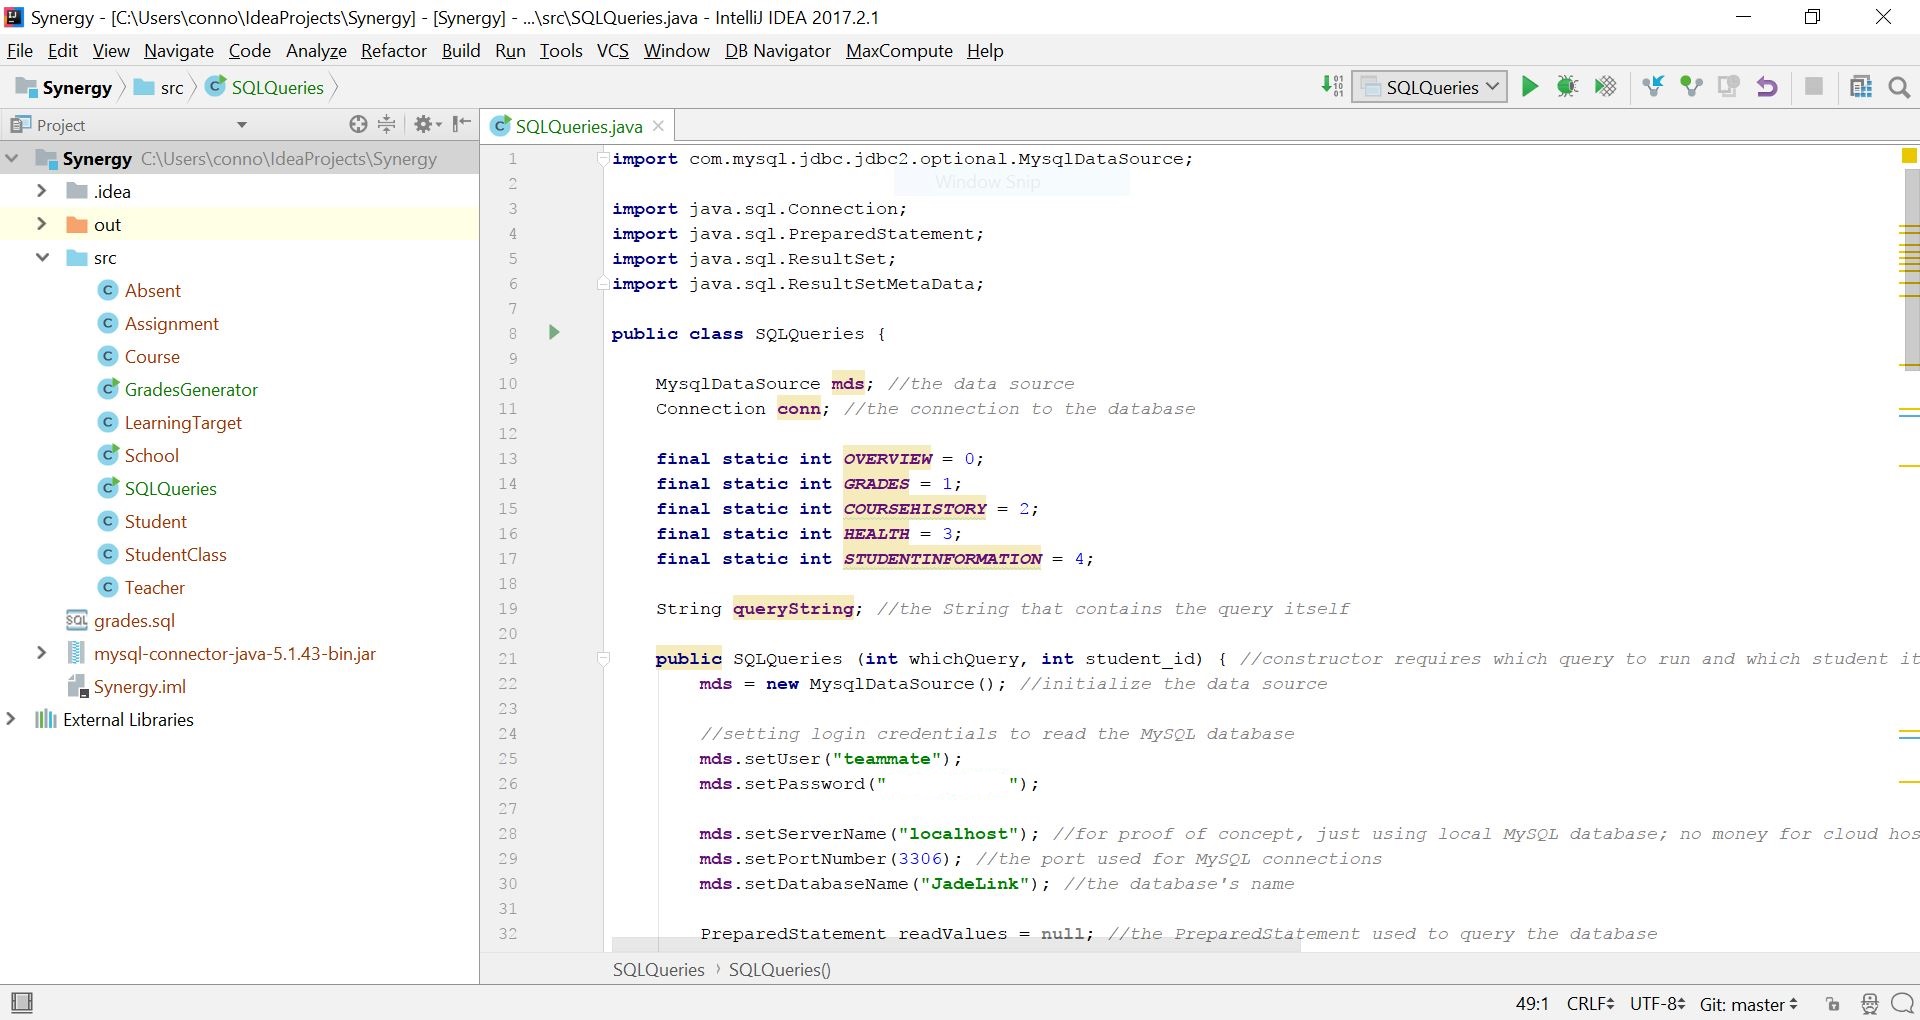 Synergy - [C:\Users\conno\IdeaProjects\Synergy] - [Synergy] - ...\src\SQLQueries.java - IntelliJ IDEA 2017.2.1
File Edit View Navigate Code Analyze Refactor Build Run Tools VCS Window DB Navigator MaxCompute Help
Synergy src SQLQueries SQLQueries
Project
SQLQueries.java
Synergy C:\Users\conno\IdeaProjects\Synergy
.idea
out
src
Absent
Assignment
Course
GradesGenerator
LearningTarget
School
SQLQueries
Student
StudentClass
Teacher
grades.sql
mysql-connector-java-5.1.43-bin.jar
Synergy.iml
External Libraries
1 import com.mysql.jdbc.jdbc2.optional.MysqlDataSource;
2
Window Snip
3 import java.sql.Connection;
4 import java.sql.PreparedStatement;
5 import java.sql.ResultSet;
6 import java.sql.ResultSetMetaData;
7
8 public class SQLQueries {
9
10 MysqlDataSource mds; //the data source
11 Connection conn; //the connection to the database
12
13 final static int OVERVIEW = 0;
14 final static int GRADES = 1;
15 final static int COURSEHISTORY = 2;
16 final static int HEALTH = 3;
17 final static int STUDENTINFORMATION = 4;
18
19 String queryString; //the String that contains the query itself
20
21 public SQLQueries (int whichQuery, int student_id) { //constructor requires which query to run and which student it
22 mds = new MysqlDataSource(); //initialize the data source
23
24 //setting login credentials to read the MySQL database
25 mds.setUser("teammate");
26 mds.setPassword(" ");
27
28 mds.setServerName("localhost"); //for proof of concept, just using local MySQL database; no money for cloud hos
29 mds.setPortNumber(3306); //the port used for MySQL connections
30 mds.setDatabaseName("JadeLink"); //the database's name
31
32 PreparedStatement readValues = null; //the PreparedStatement used to query the database
SQLQueries › SQLQueries()
49:1 CRLF UTF-8 Git: master